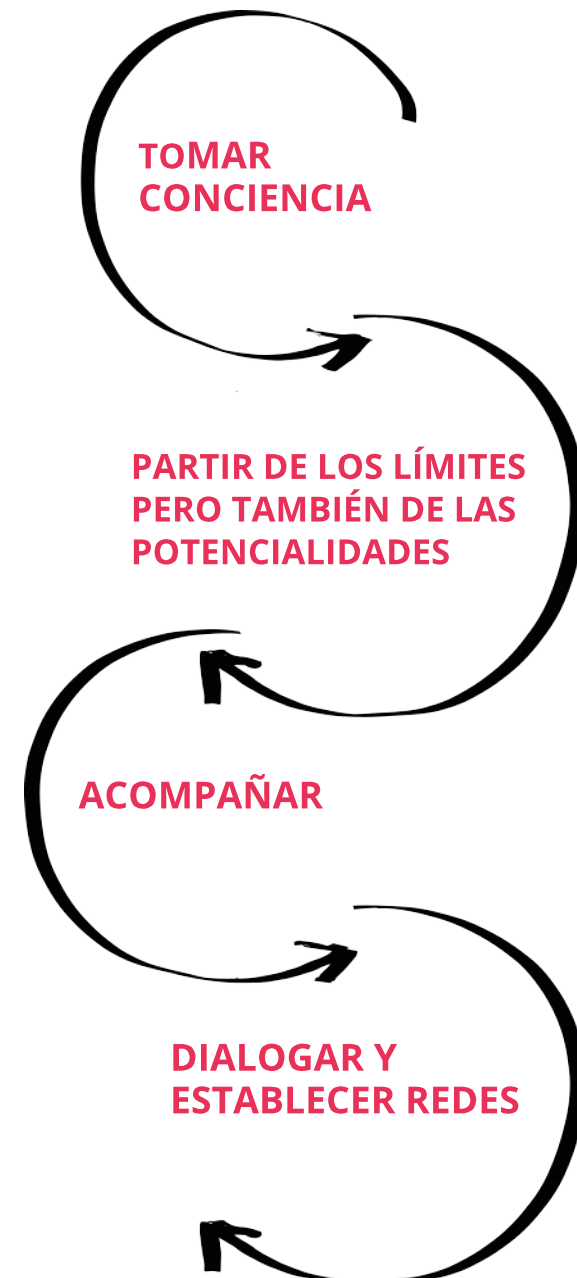 TOMAR
CONCIENCIA
PARTIR DE LOS LÍMITES
PERO TAMBIÉN DE LAS
POTENCIALIDADES
ACOMPAÑAR
DIALOGAR Y
ESTABLECER REDES